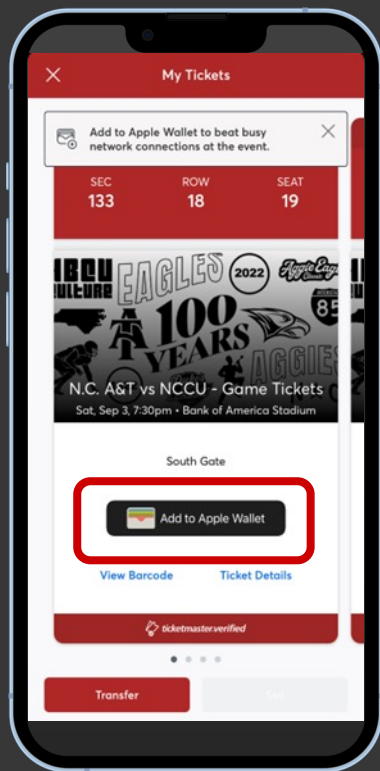 My Tickets
Add to Apple Wallet to beat busy
network connections at the event.
SEC ROW SEAT
133 18 19
HBCU
CULTURE
EAGLES
2022
Aggie Eagle
Classic
85
100
YEARS
AGGIE
N.C. A&T vs NCCU - Game Tickets
Sat, Sep 3, 7:30pm • Bank of America Stadium
South Gate
Add to Apple Wallet
View Barcode Ticket Details
ticketmaster.verified
Transfer Sell